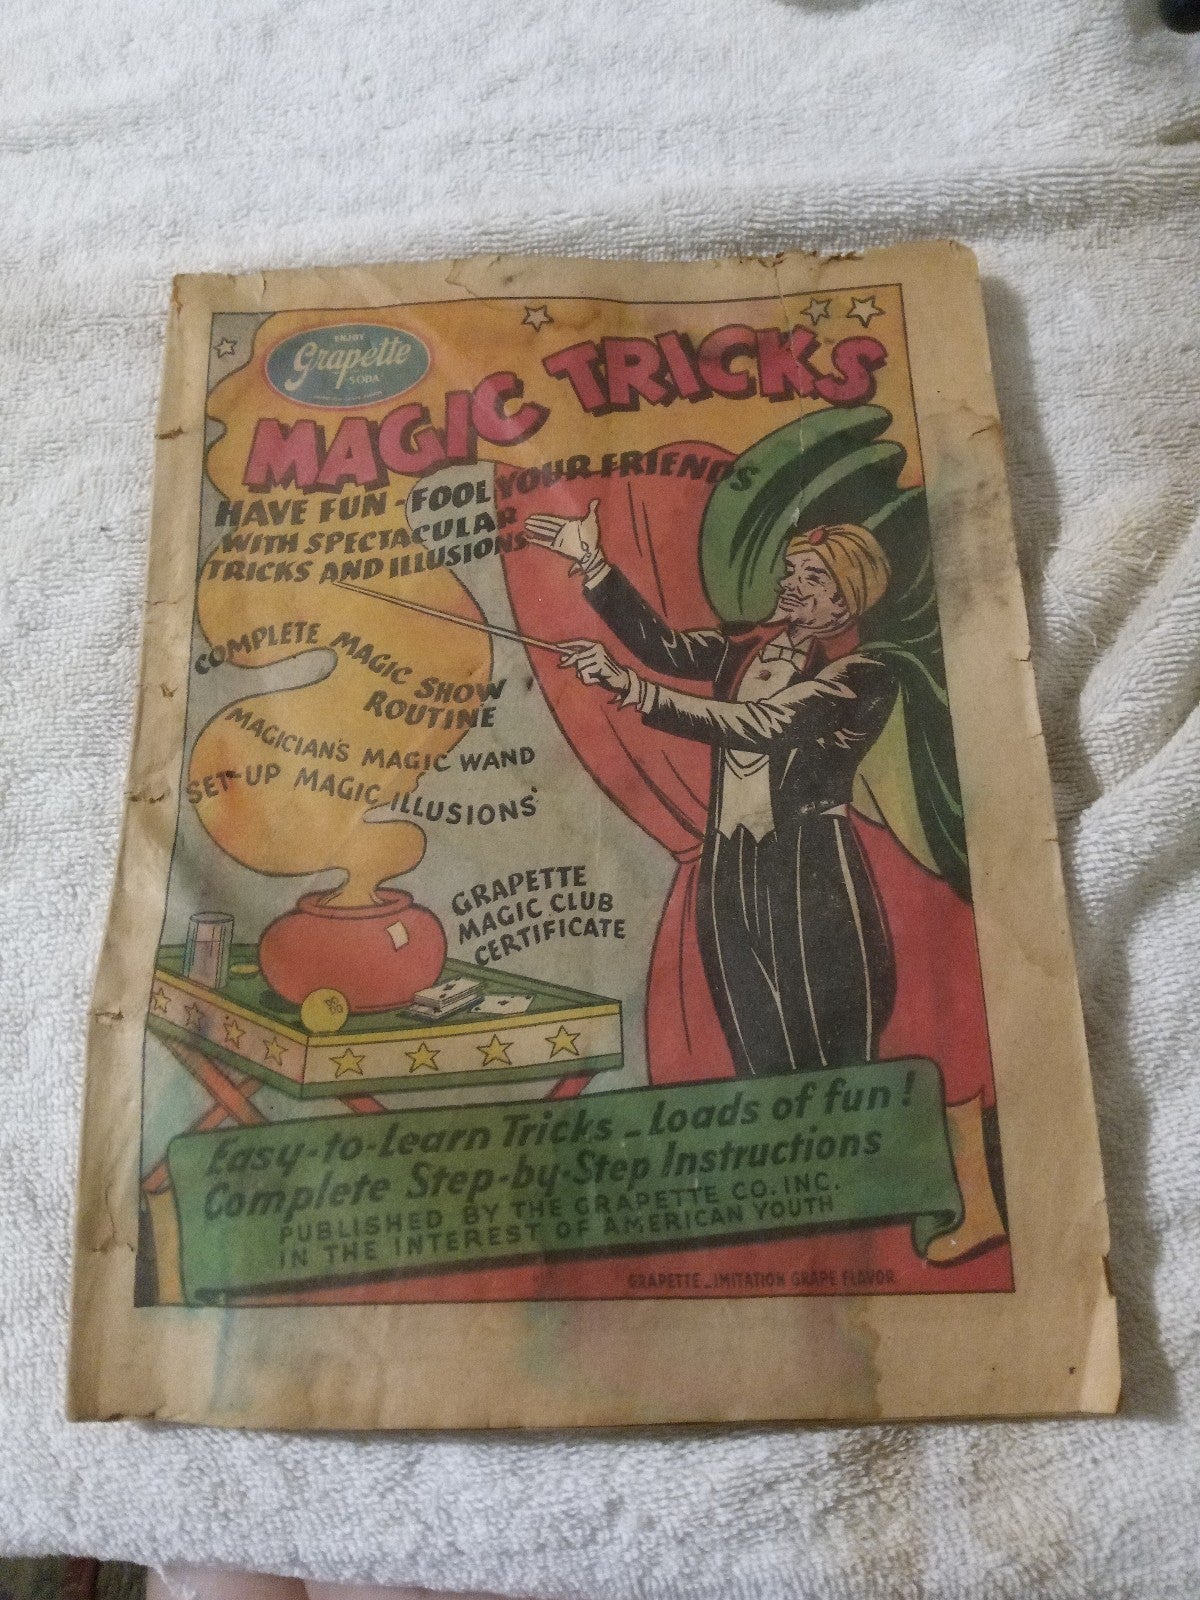 ENJOY
Grapette
SODA
MAGIC TRICKS
HAVE FUN - FOOL YOUR FRIENDS
WITH SPECTACULAR
TRICKS AND ILLUSIONS
COMPLETE MAGIC SHOW
ROUTINE
MAGICIAN'S MAGIC WAND
SET-UP MAGIC ILLUSIONS
GRAPETTE
MAGIC CLUB
CERTIFICATE
Easy-to-Learn Tricks - Loads of fun!
Complete Step-by-Step Instructions
PUBLISHED BY THE GRAPETTE CO. INC.
IN THE INTEREST OF AMERICAN YOUTH
GRAPETTE - IMITATION GRAPE FLAVOR